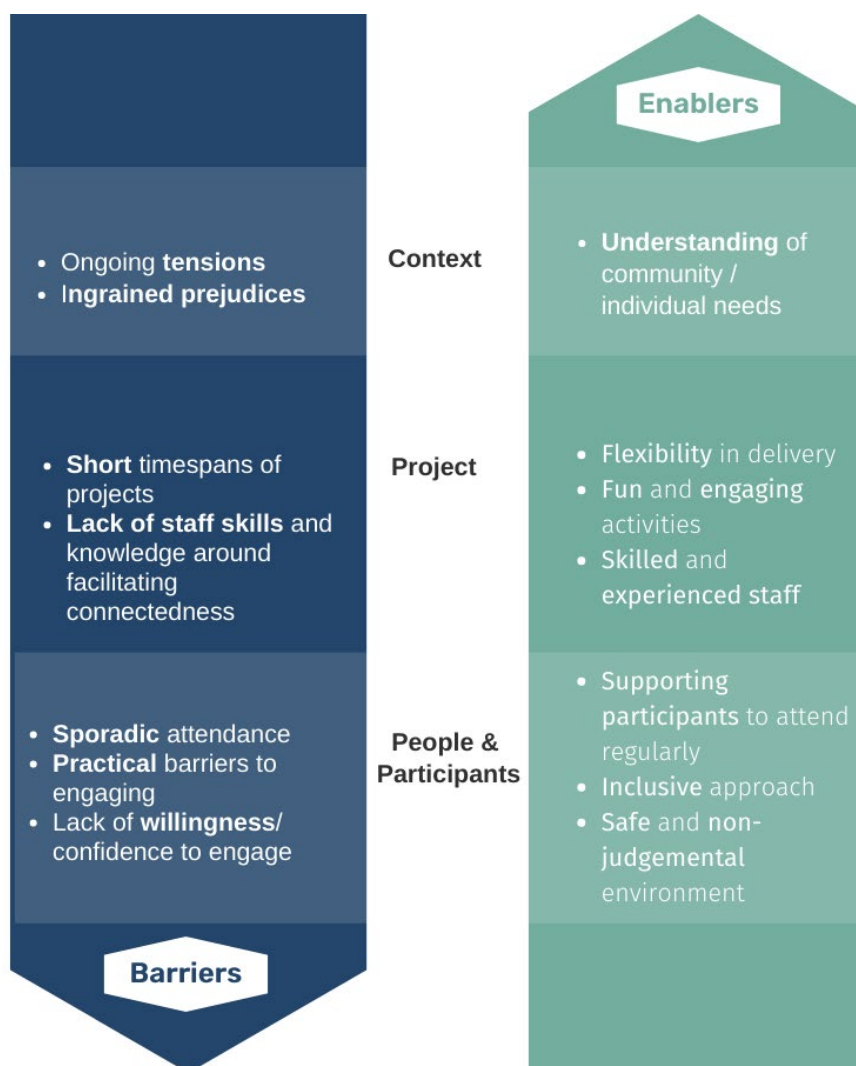 Enablers
Context
• Ongoing tensions
• Ingrained prejudices
• Understanding of
community /
individual needs
Project
• Short timespans of
projects
• Lack of staff skills and
knowledge around
facilitating
connectedness
• Flexibility in delivery
• Fun and engaging
activities
• Skilled and
experienced staff
People &
Participants
• Sporadic attendance
• Practical barriers to
engaging
• Lack of willingness/
confidence to engage
• Supporting
participants to attend
regularly
• Inclusive approach
• Safe and non-
judgemental
environment
Barriers